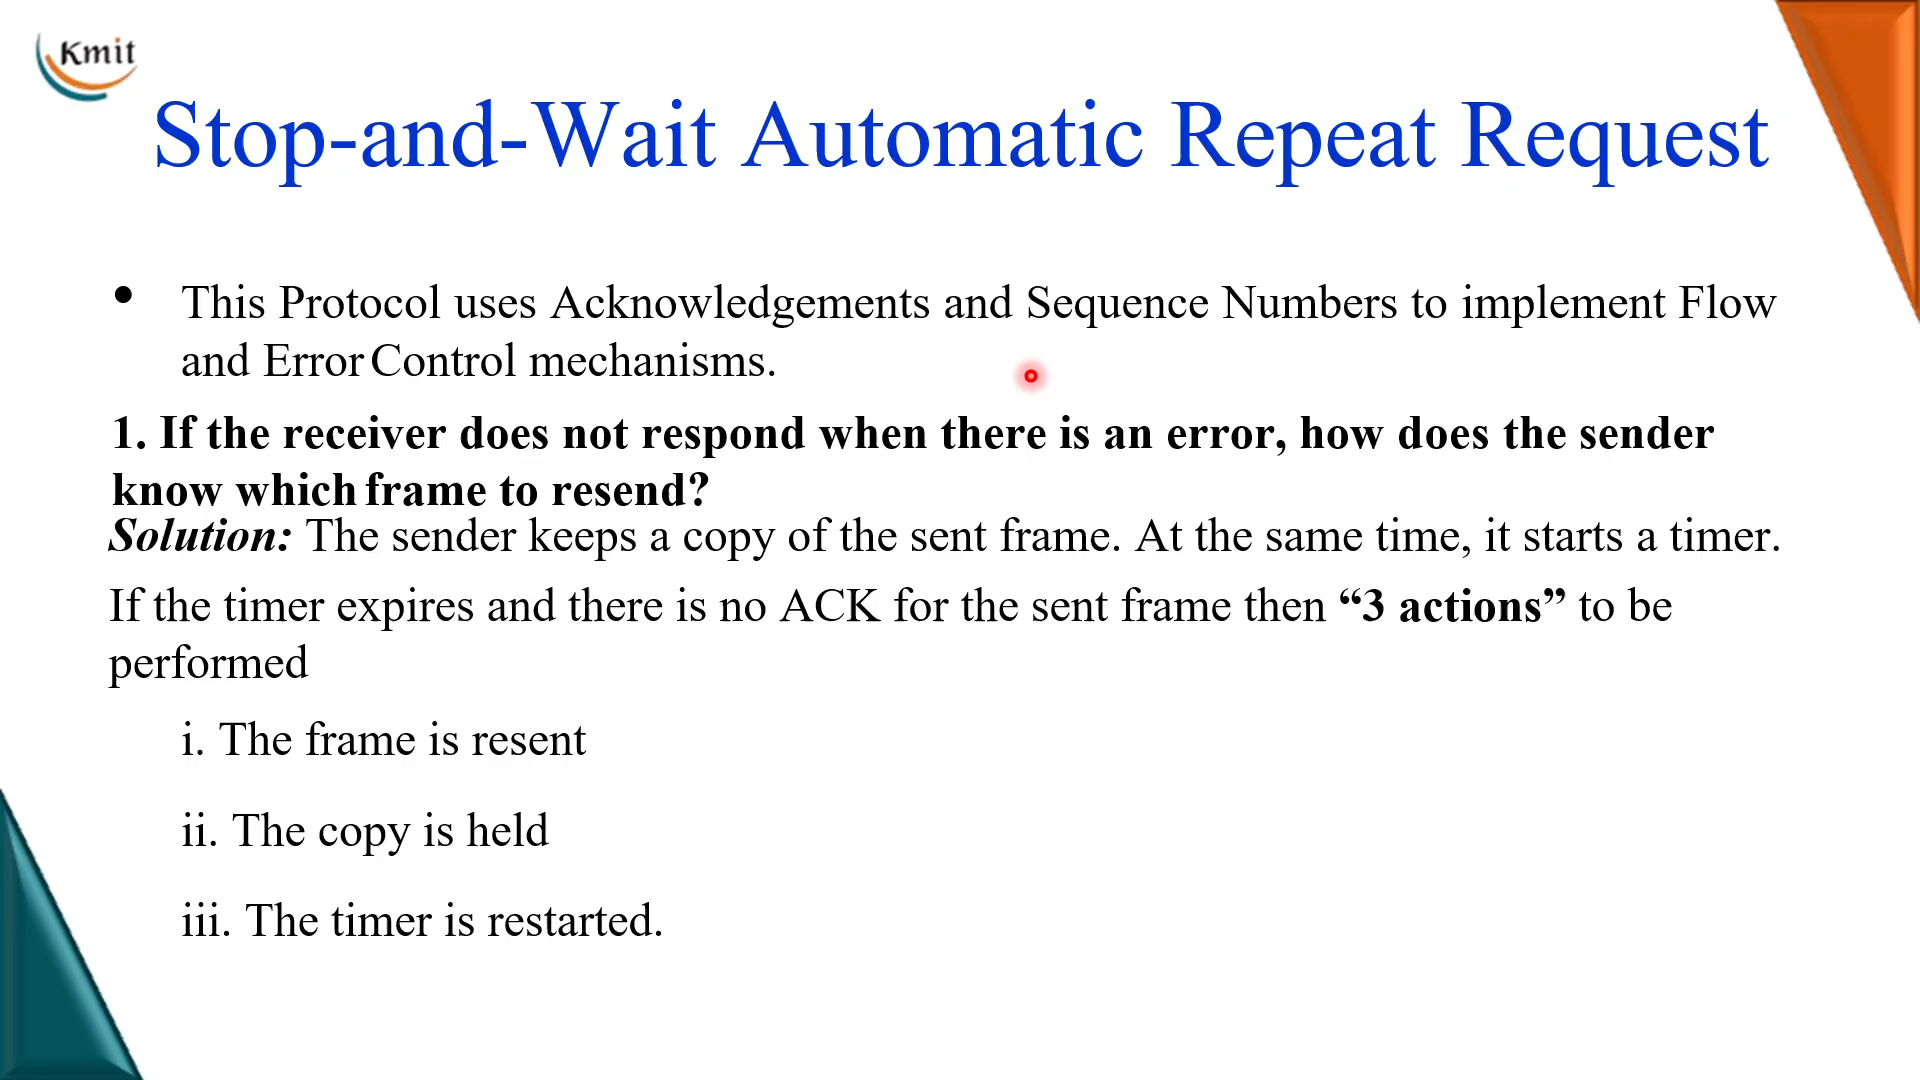 Kmit
Stop-and-Wait Automatic Repeat Request
• This Protocol uses Acknowledgements and Sequence Numbers to implement Flow
and Error Control mechanisms.
1. If the receiver does not respond when there is an error, how does the sender
know which frame to resend?
Solution: The sender keeps a copy of the sent frame. At the same time, it starts a timer.
If the timer expires and there is no ACK for the sent frame then “3 actions” to be
performed
i. The frame is resent
ii. The copy is held
iii. The timer is restarted.